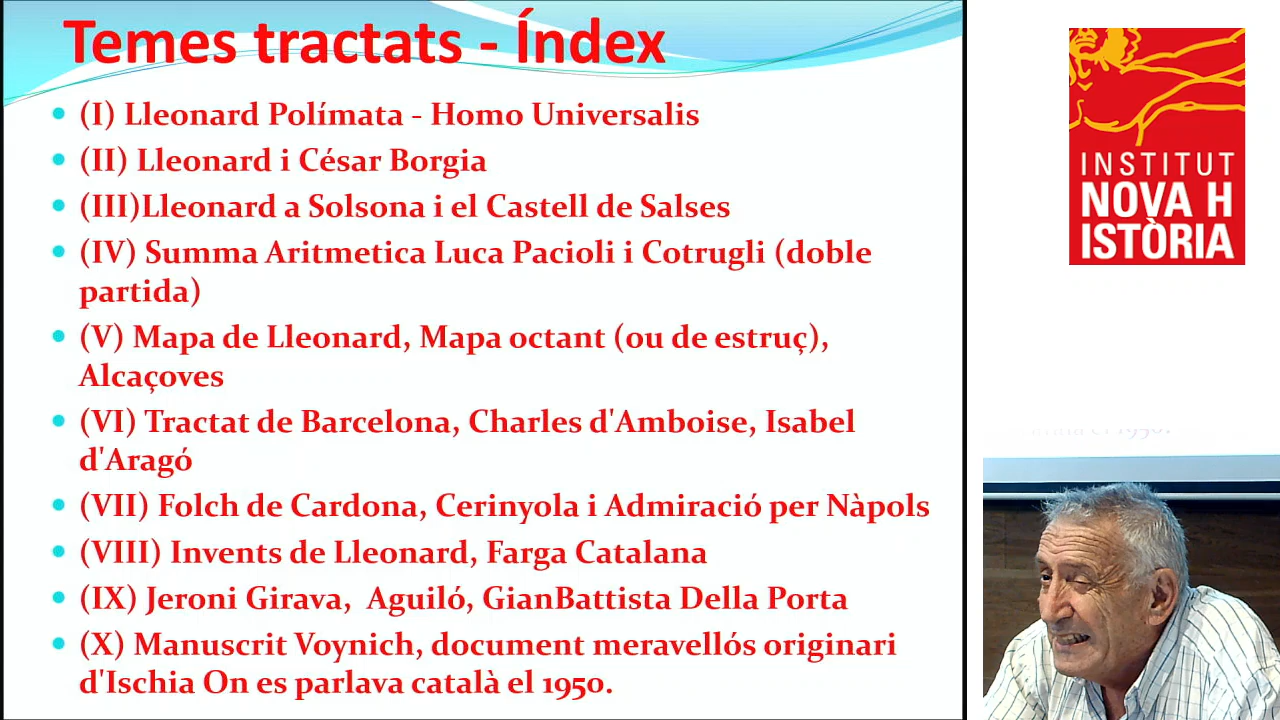 Temes tractats - Índex
(I) Lleonard Polímata - Homo Universalis
(II) Lleonard i César Borgia
(III)Lleonard a Solsona i el Castell de Salses
(IV) Summa Aritmetica Luca Pacioli i Cotrugli (doble
partida)
(V) Mapa de Lleonard, Mapa octant (ou de estruç),
Alcaçoves
(VI) Tractat de Barcelona, Charles d'Amboise, Isabel
d'Aragó
(VII) Folch de Cardona, Cerinyola i Admiració per Nàpols
(VIII) Invents de Lleonard, Farga Catalana
(IX) Jeroni Girava, Aguiló, GianBattista Della Porta
(X) Manuscrit Voynich, document meravellós originari
d'Ischia On es parlava català el 1950.
INSTITUT
NOVA H
ISTÒRIA
el 1950.